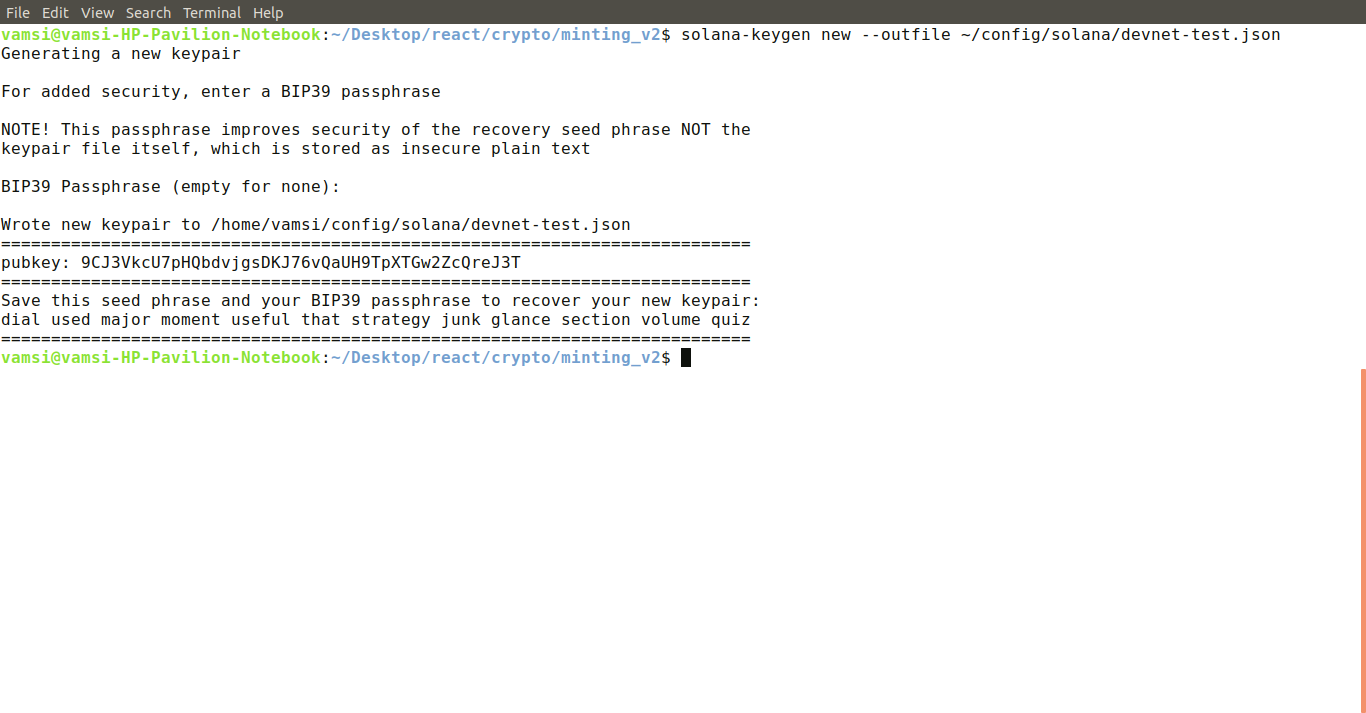 File Edit View Search Terminal Help
vamsi@vamsi-HP-Pavilion-Notebook:~/Desktop/react/crypto/minting_v2$ solana-keygen new --outfile ~/config/solana/devnet-test.json
Generating a new keypair
For added security, enter a BIP39 passphrase
NOTE! This passphrase improves security of the recovery seed phrase NOT the
keypair file itself, which is stored as insecure plain text
BIP39 Passphrase (empty for none):
Wrote new keypair to /home/vamsi/config/solana/devnet-test.json
===========================================================================
pubkey: 9CJ3VkcU7pHQbdvjgsDKJ76vQaUH9TpXTGw2ZcQreJ3T
===========================================================================
Save this seed phrase and your BIP39 passphrase to recover your new keypair:
dial used major moment useful that strategy junk glance section volume quiz
===========================================================================
vamsi@vamsi-HP-Pavilion-Notebook:~/Desktop/react/crypto/minting_v2$